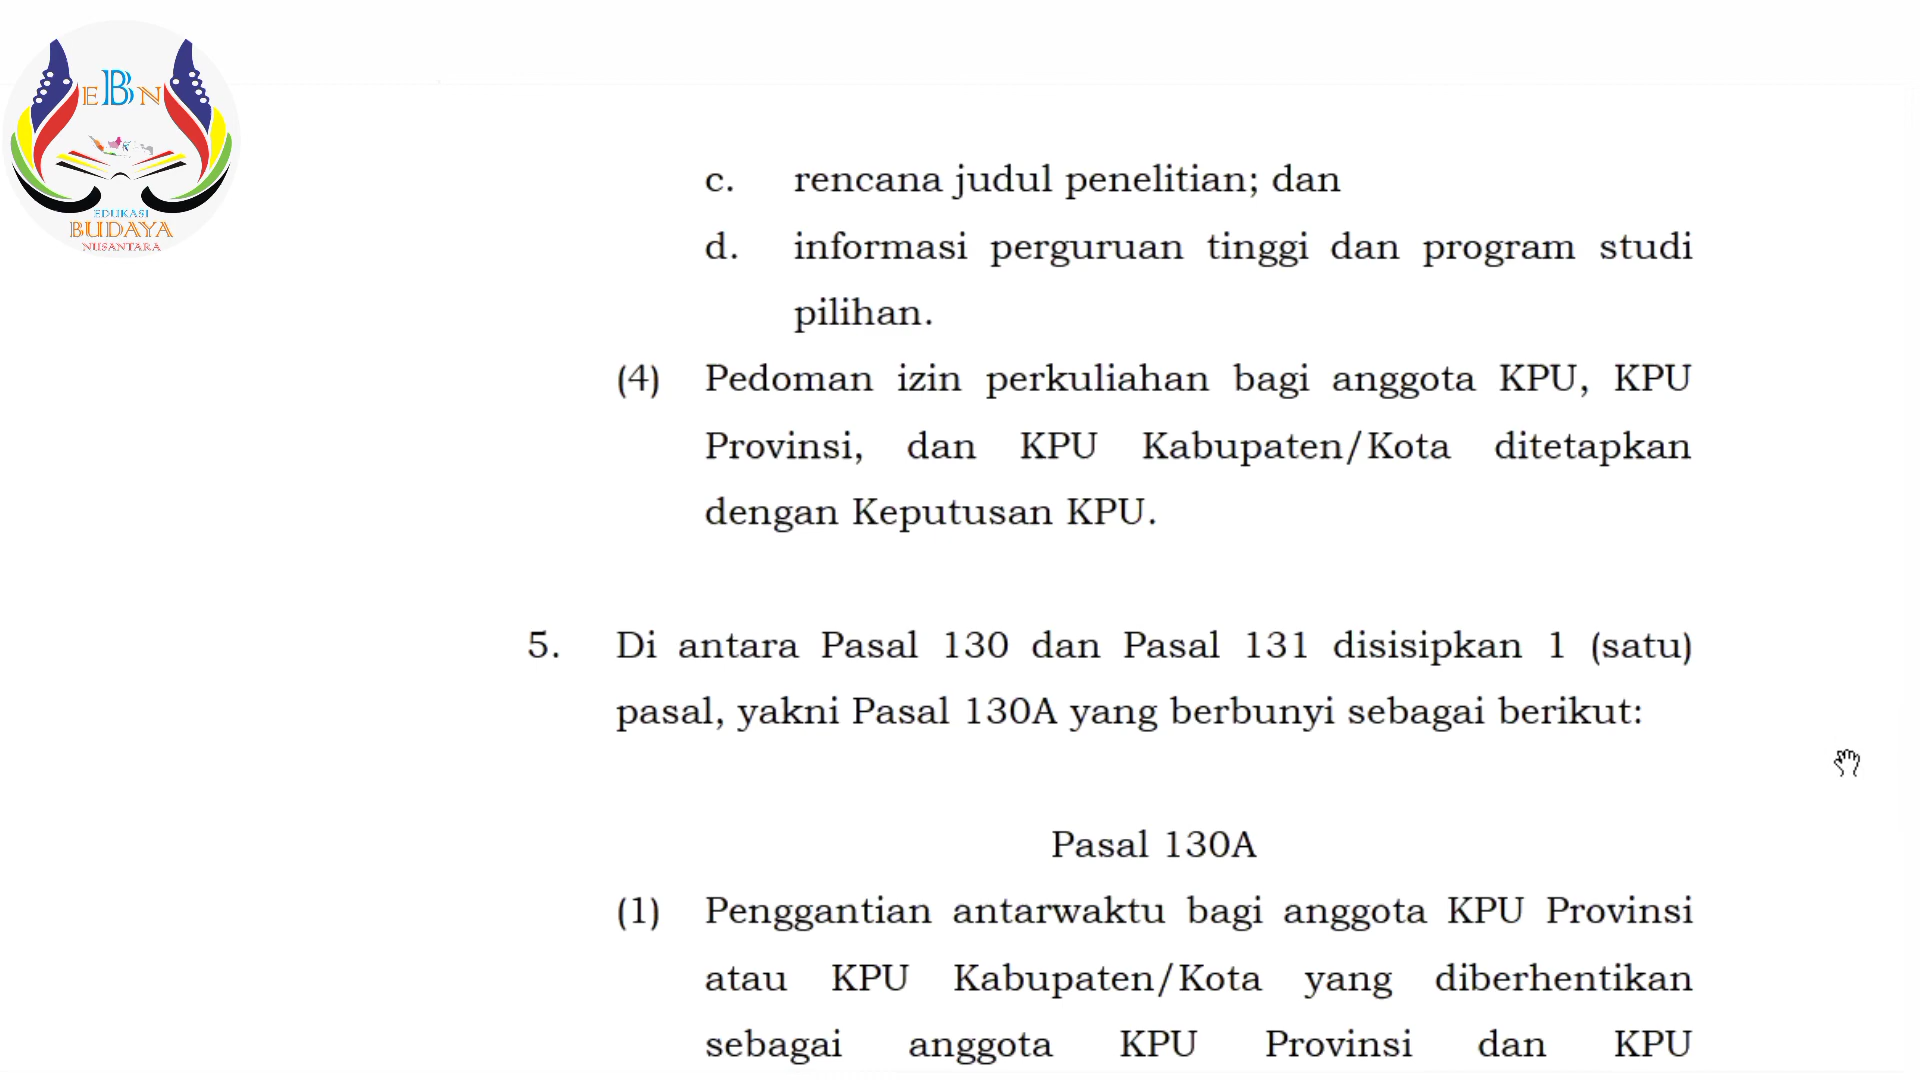 EBN
EDUKASI
BUDAYA
NUSANTARA
c. rencana judul penelitian; dan
d. informasi perguruan tinggi dan program studi
pilihan.
(4) Pedoman izin perkuliahan bagi anggota KPU, KPU
Provinsi, dan KPU Kabupaten/Kota ditetapkan
dengan Keputusan KPU.
5. Di antara Pasal 130 dan Pasal 131 disisipkan 1 (satu)
pasal, yakni Pasal 130A yang berbunyi sebagai berikut:
Pasal 130A
(1) Penggantian antarwaktu bagi anggota KPU Provinsi
atau KPU Kabupaten/Kota yang diberhentikan
sebagai anggota KPU Provinsi dan KPU